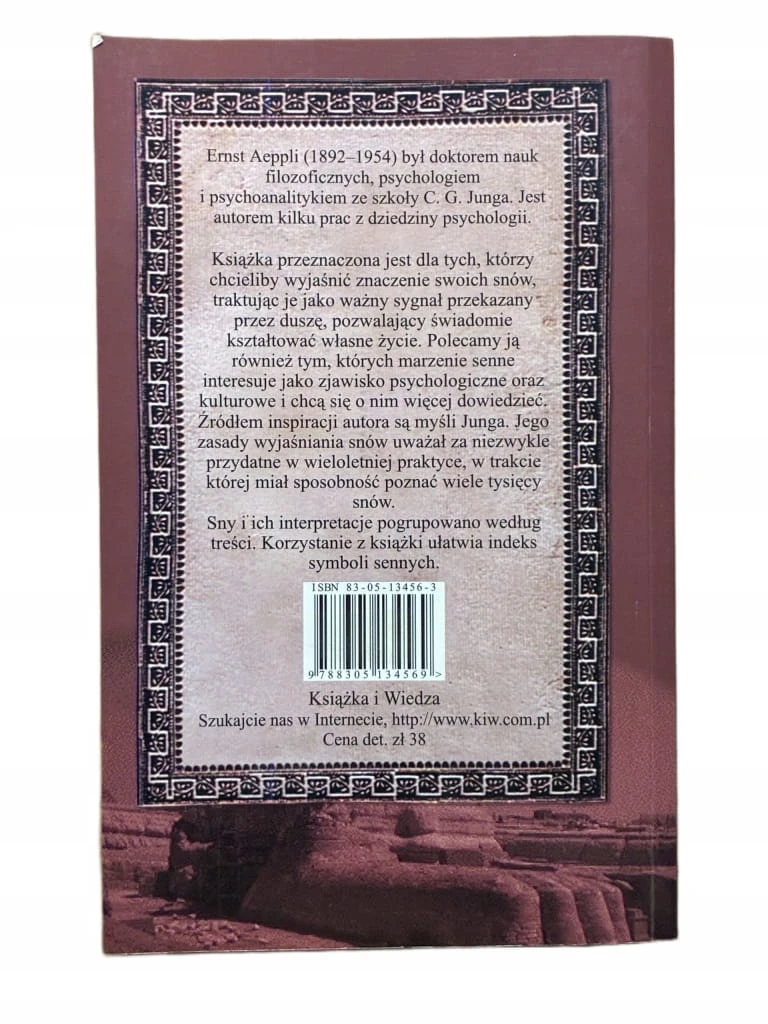 Ernst Aeppli (1892–1954) był doktorem nauk
filozoficznych, psychologiem
i psychoanalitykiem ze szkoły C. G. Junga. Jest
autorem kilku prac z dziedziny psychologii.
Książka przeznaczona jest dla tych, którzy
chcieliby wyjaśnić znaczenie swoich snów,
traktując je jako ważny sygnał przekazany
przez duszę, pozwalający świadomie
kształtować własne życie. Polecamy ją
również tym, których marzenie senne
interesuje jako zjawisko psychologiczne oraz
kulturowe i chcą się o nim więcej dowiedzieć.
Źródłem inspiracji autora są myśli Junga. Jego
zasady wyjaśniania snów uważał za niezwykle
przydatne w wieloletniej praktyce, w trakcie
której miał sposobność poznać wiele tysięcy
snów.
Sny i ich interpretacje pogrupowano według
treści. Korzystanie z książki ułatwia indeks
symboli sennych.
ISBN 83-05-13456-3
9 788305 134569 >
Książka i Wiedza
Szukajcie nas w Internecie, http://www.kiw.com.pl
Cena det. zł 38